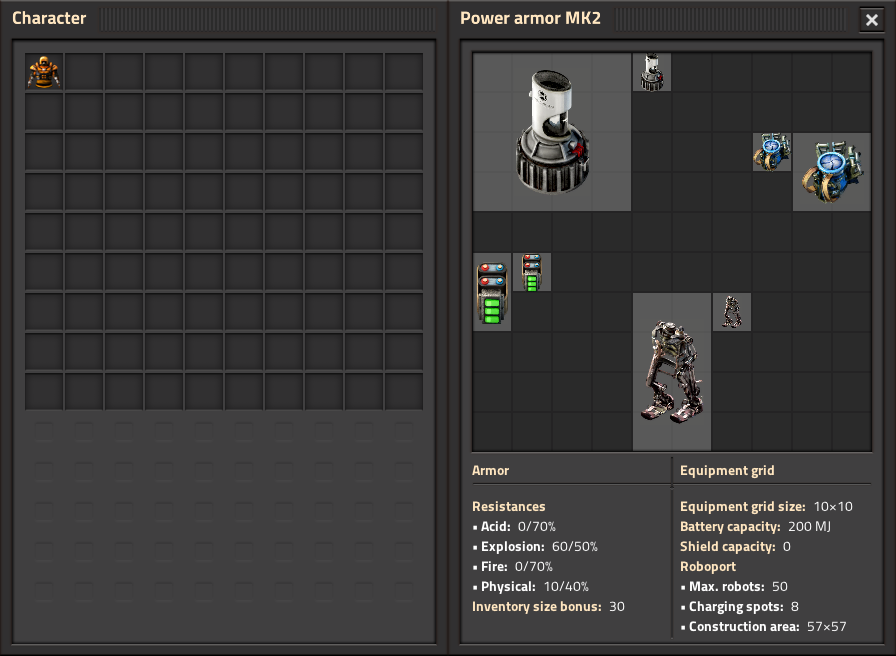 Character
Power armor MK2
Armor
Resistances
• Acid: 0/70%
• Explosion: 60/50%
• Fire: 0/70%
• Physical: 10/40%
Inventory size bonus: 30
Equipment grid
Equipment grid size: 10×10
Battery capacity: 200 MJ
Shield capacity: 0
Roboport
• Max. robots: 50
• Charging spots: 8
• Construction area: 57×57